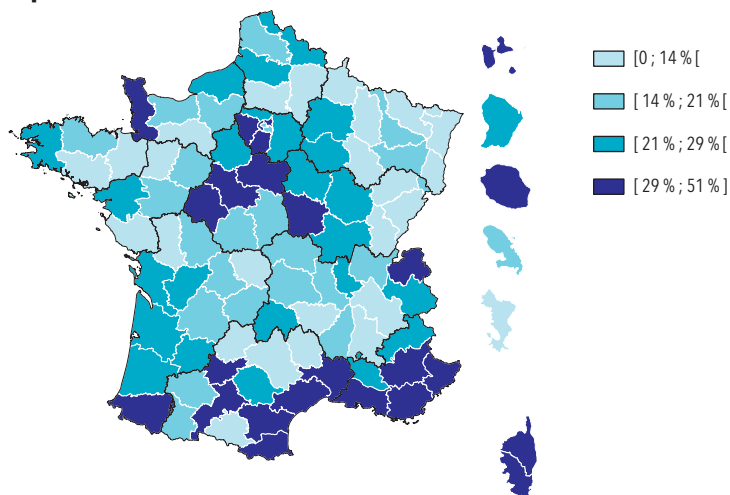 [0 ; 14 % [
[ 14 % ; 21 % [
[ 21 % ; 29 % [
[ 29 % ; 51 % ]